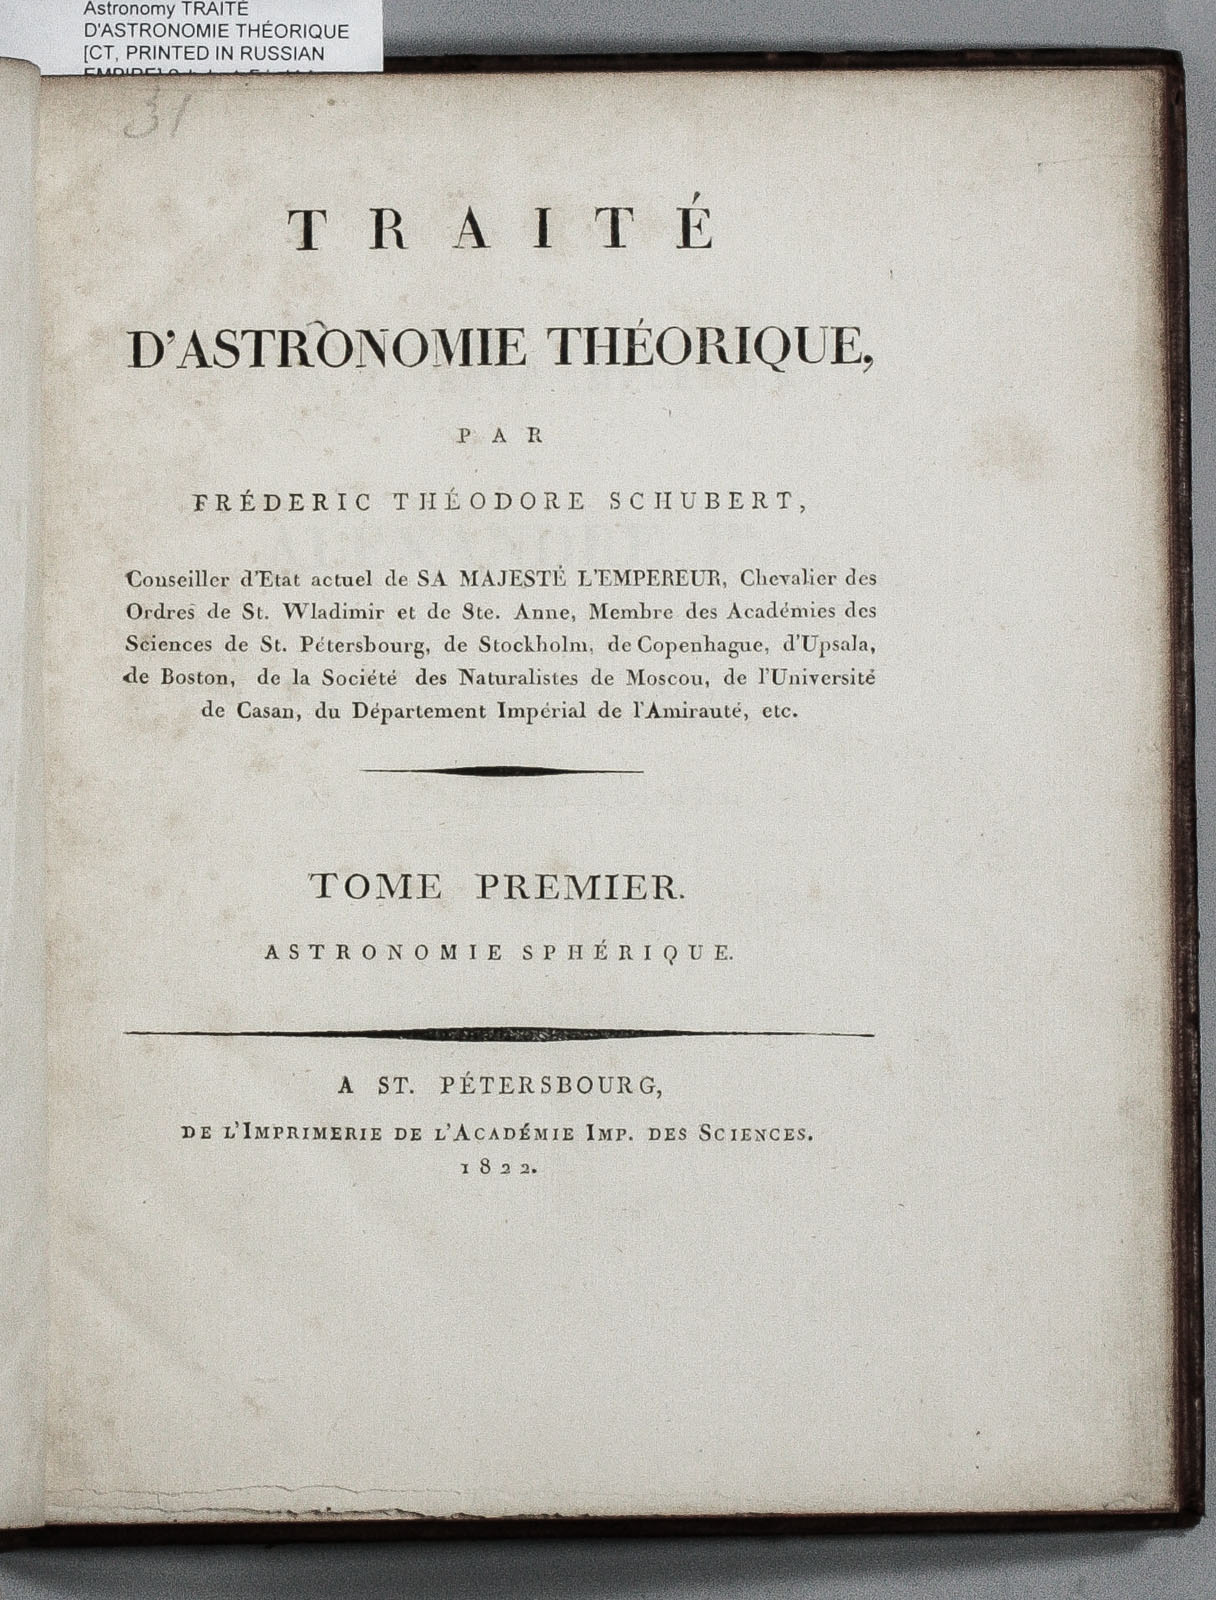 Astronomy TRAITÉ
D'ASTRONOMIE THÉORIQUE
[CT, PRINTED IN RUSSIAN
EMPIRE]
31
TRAITÉ
D'ASTRONOMIE THÉORIQUE,
PAR
FRÉDERIC THÉODORE SCHUBERT,
Conseiller d'Etat actuel de SA MAJESTÉ L'EMPEREUR, Chevalier des
Ordres de St. Wladimir et de Ste. Anne, Membre des Académies des
Sciences de St. Pétersbourg, de Stockholm, de Copenhague, d'Upsala,
de Boston, de la Société des Naturalistes de Moscou, de l'Université
de Casan, du Département Impérial de l'Amirauté, etc.
TOME PREMIER.
ASTRONOMIE SPHÉRIQUE.
A ST. PÉTERSBOURG,
DE L'IMPRIMERIE DE L'ACADÉMIE IMP. DES SCIENCES.
1822.